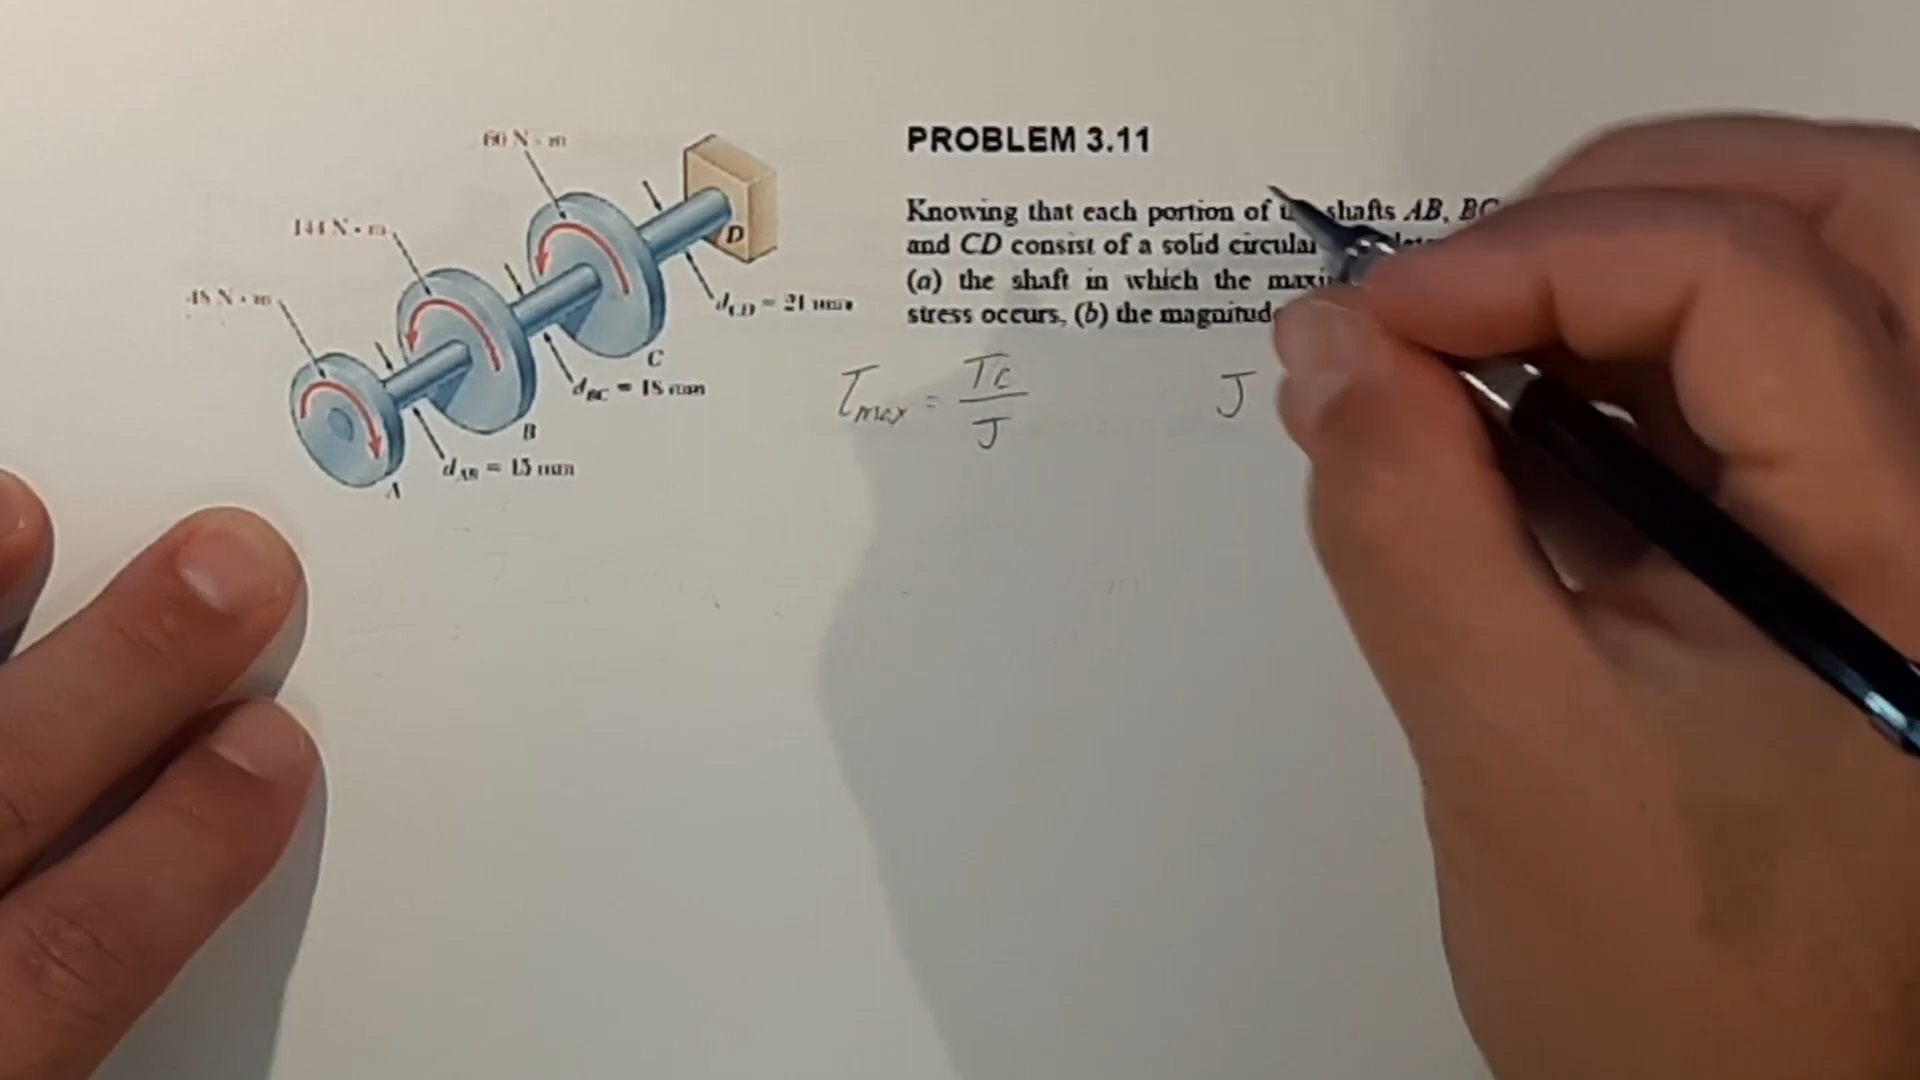 PROBLEM 3.11
Knowing that each portion of shafts AB, BC
and CD consist of a solid circular
(a) the shaft in which the
stress occurs, (b) the
60 N · m
144 N · m
48 N · m
D
d_CD = 21 mm
C
d_BC = 18 mm
B
d_AB = 15 mm
A
τmax = Tc / J
J